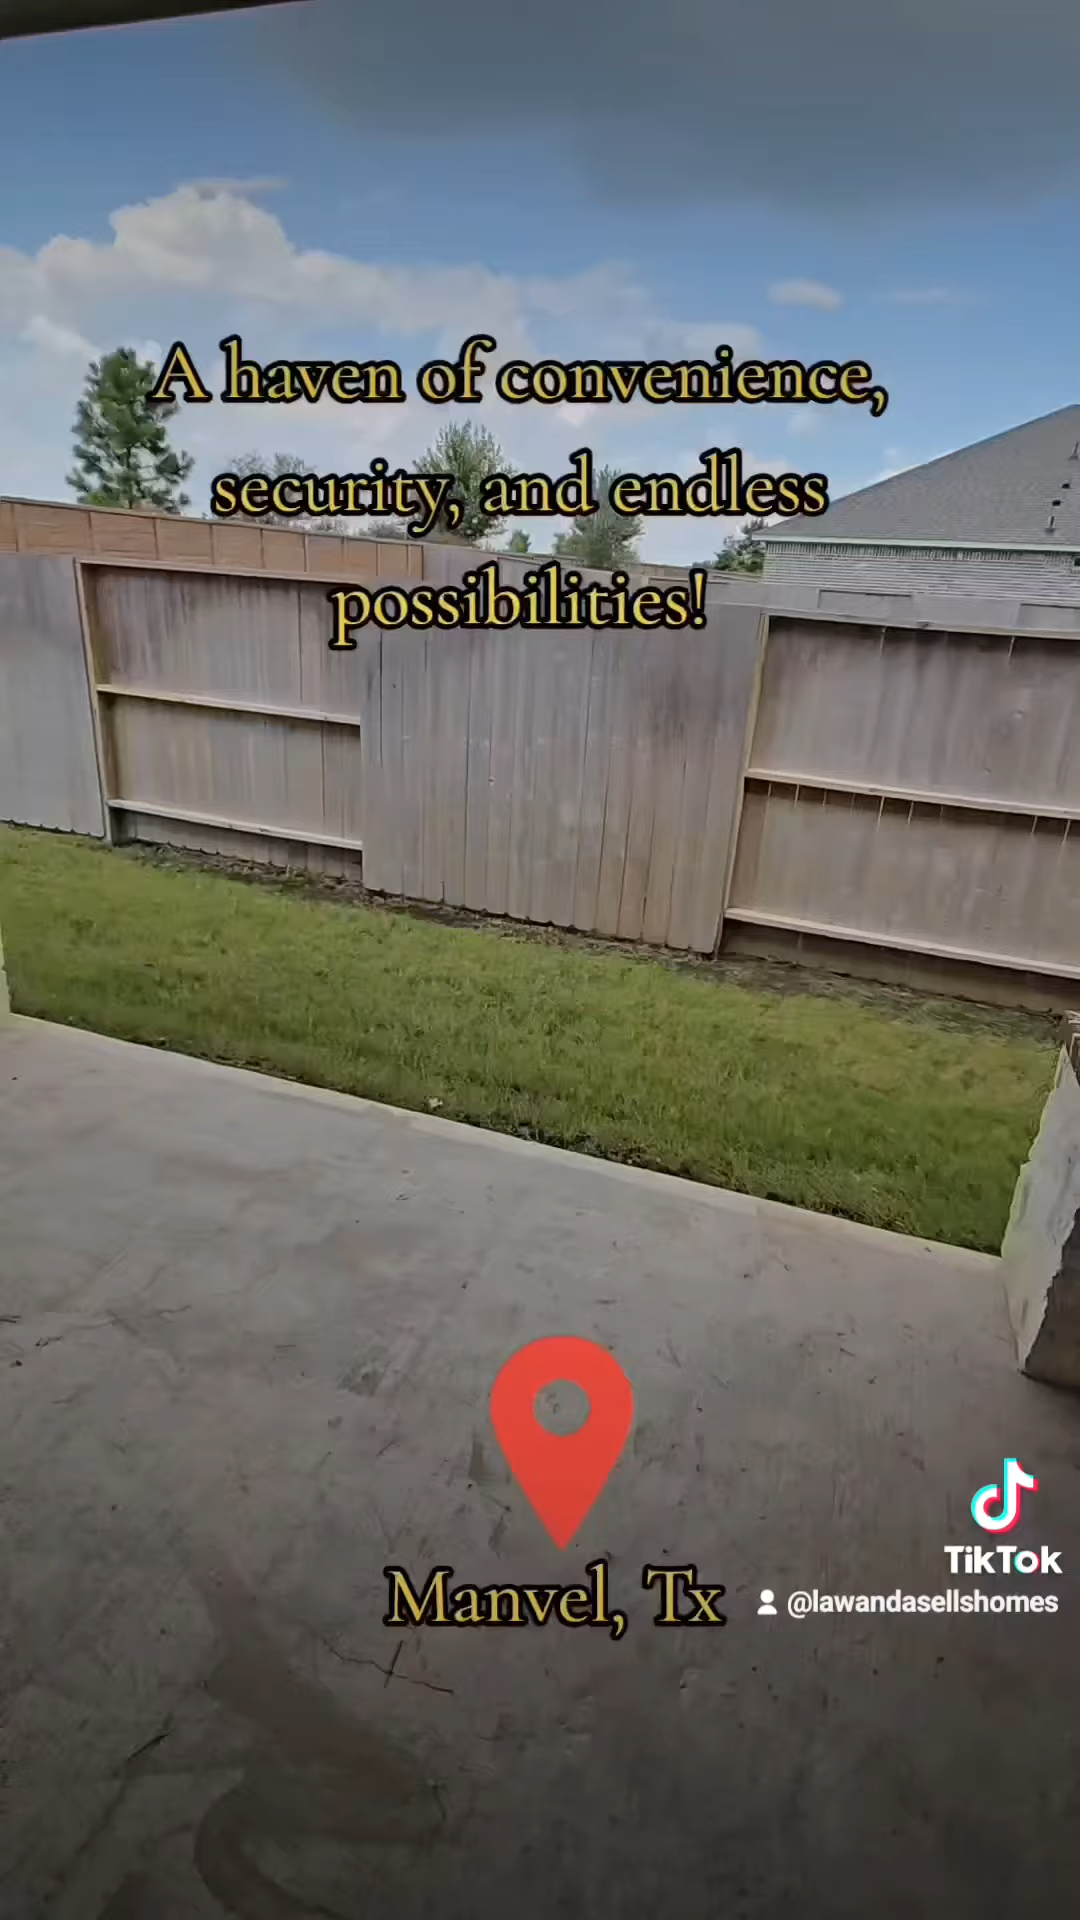 A haven of convenience,
security, and endless
possibilities!
Manvel, Tx
TikTok
@lawandasellshomes